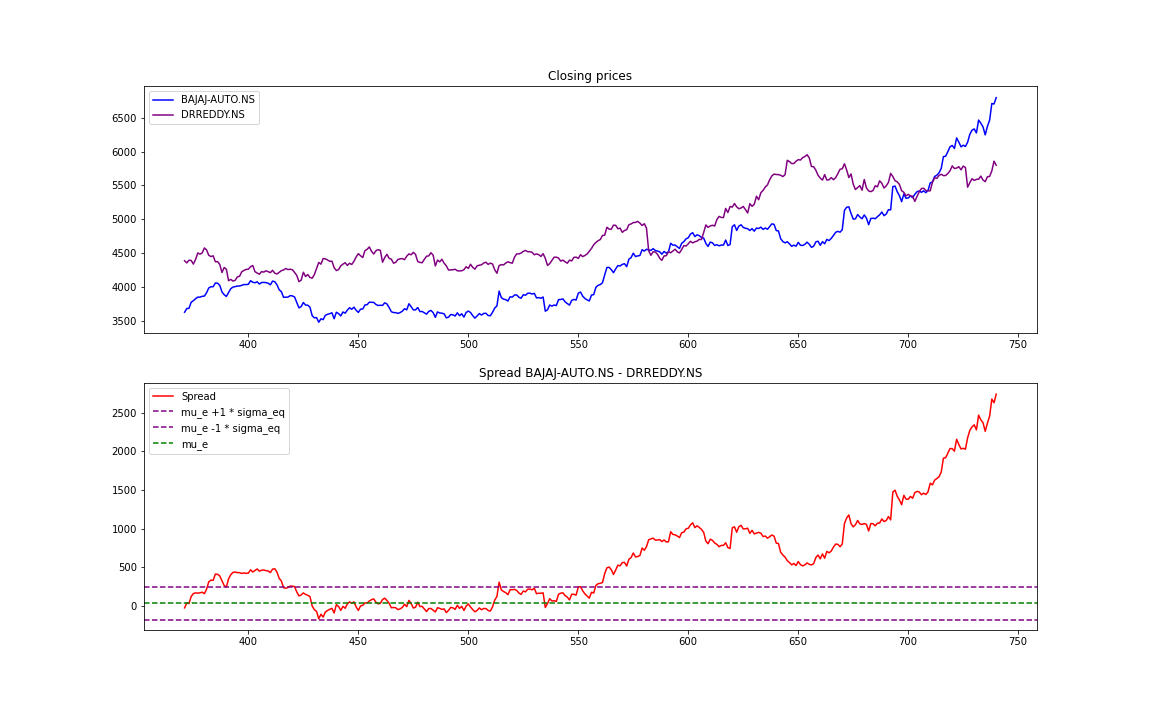 Closing prices
BAJAJ-AUTO.NS
DRREDDY.NS
6500
6000
5500
5000
4500
4000
3500
400 450 500 550 600 650 700 750
Spread BAJAJ-AUTO.NS - DRREDDY.NS
Spread
mu_e +1 * sigma_eq
mu_e -1 * sigma_eq
mu_e
2500
2000
1500
1000
500
0
400 450 500 550 600 650 700 750